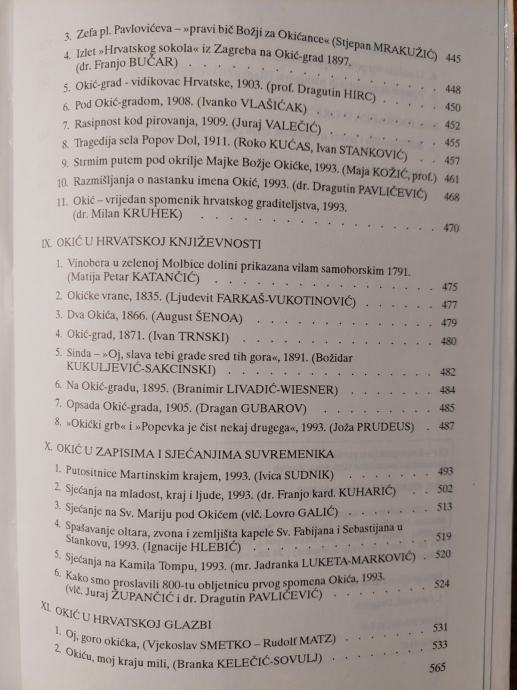 3. Zefa pl. Pavlovićeva – »pravi bič Božji za Okićance« (Stjepan MRAKUŽIĆ) 445
4. Izlet »Hrvatskog sokola« iz Zagreba na Okić-grad 1897.
(dr. Franjo BUČAR) . . . . . . . . . . . . . . . . 448
5. Okić-grad - vidikovac Hrvatske, 1903. (prof. Dragutin HIRC) . . . . 450
6. Pod Okić-gradom, 1908. (Ivanko VLAŠIĆAK) . . . . . . . . 452
7. Rasipnost kod pirovanja, 1909. (Juraj VALEČIĆ) . . . . . . . 455
8. Tragedija sela Popov Dol, 1911. (Roko KUĆAS, Ivan STANKOVIĆ) . . 457
9. Strmim putem pod okrilje Majke Božje Okićke, 1993. (Maja KOŽIĆ, prof.) 461
10. Razmišljanja o nastanku imena Okić, 1993. (dr. Dragutin PAVLIČEVIĆ) 468
11. Okić – vrijedan spomenik hrvatskog graditeljstva, 1993.
(dr. Milan KRUHEK) . . . . . . . . . . . . . . . . 470
IX. OKIĆ U HRVATSKOJ KNJIŽEVNOSTI
1. Vinobera u zelenoj Molbice dolini prikazana vilam samoborskim 1791.
(Matija Petar KATANČIĆ) . . . . . . . . . . . . . . 475
2. Okićke vrane, 1835. (Ljudevit FARKAŠ-VUKOTINOVIĆ) . . . . . 477
3. Dva Okića, 1866. (August ŠENOA) . . . . . . . . . . . 479
4. Okić-grad, 1871. (Ivan TRNSKI) . . . . . . . . . . . . 480
5. Sinda – »Oj, slava tebi grade sred tih gora«, 1891. (Božidar
KUKULJEVIĆ-SAKCINSKI) . . . . . . . . . . . . . . 482
6. Na Okić-gradu, 1895. (Branimir LIVADIĆ-WIESNER) . . . . . . 484
7. Opsada Okić-grada, 1905. (Dragan GUBAROV) . . . . . . . . 485
8. »Okićki grb« i »Popevka je čist nekaj drugega«, 1993. (Joža PRUDEUS) . 487
X. OKIĆ U ZAPISIMA I SJEĆANJIMA SUVREMENIKA
1. Putositnice Martinskim krajem, 1993. (Ivica SUDNIK) . . . . . . 493
2. Sjećanja na mladost, kraj i ljude, 1993. (dr. Franjo kard. KUHARIĆ) . . 502
3. Sjećanje na Sv. Mariju pod Okićem (vlč. Lovro GALIĆ) . . . . . 513
4. Spašavanje oltara, zvona i zemljišta kapele Sv. Fabijana i Sebastijana u
Stankovu, 1993. (Ignacije HLEBIĆ) . . . . . . . . . . . 519
5. Sjećanja na Kamila Tompu, 1993. (mr. Jadranka LUKETA-MARKOVIĆ) . 520
6. Kako smo proslavili 800-tu obljetnicu prvog spomena Okića, 1993.
(vlč. Juraj ŽUPANČIĆ i dr. Dragutin PAVLIČEVIĆ) . . . . . . . 524
XI. OKIĆ U HRVATSKOJ GLAZBI
1. Oj, goro okićka, (Vjekoslav SMETKO – Rudolf MATZ) . . . . . . 531
2. Okiću, moj kraju mili, (Branka KELEČIĆ-SOVULJ) . . . . . . . 533
565